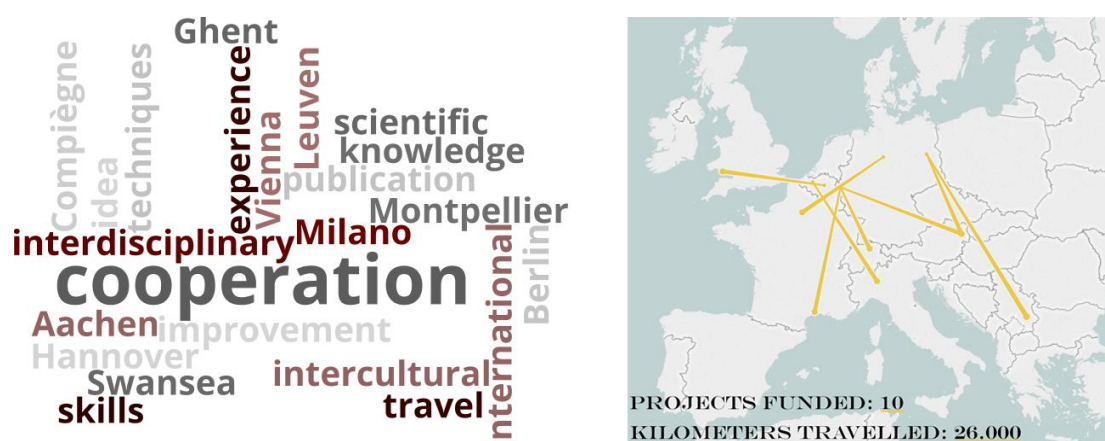 Ghent
Compiègne
idea
techniques
experience
Vienna
Leuven
scientific
knowledge
publication
Montpellier
interdisciplinary
Milano
cooperation
international
Berlin
Aachen
improvement
Hannover
Swansea
intercultural
skills
travel
PROJECTS FUNDED: 10
KILOMETERS TRAVELLED: 26.000